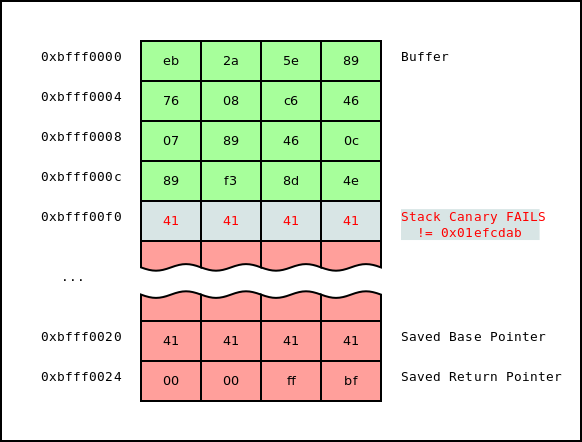 0xbfff0000 eb 2a 5e 89 Buffer
0xbfff0004 76 08 c6 46
0xbfff0008 07 89 46 0c
0xbfff000c 89 f3 8d 4e
0xbfff00f0 41 41 41 41 Stack Canary FAILS
!= 0x01efcdab
...
0xbfff0020 41 41 41 41 Saved Base Pointer
0xbfff0024 00 00 ff bf Saved Return Pointer